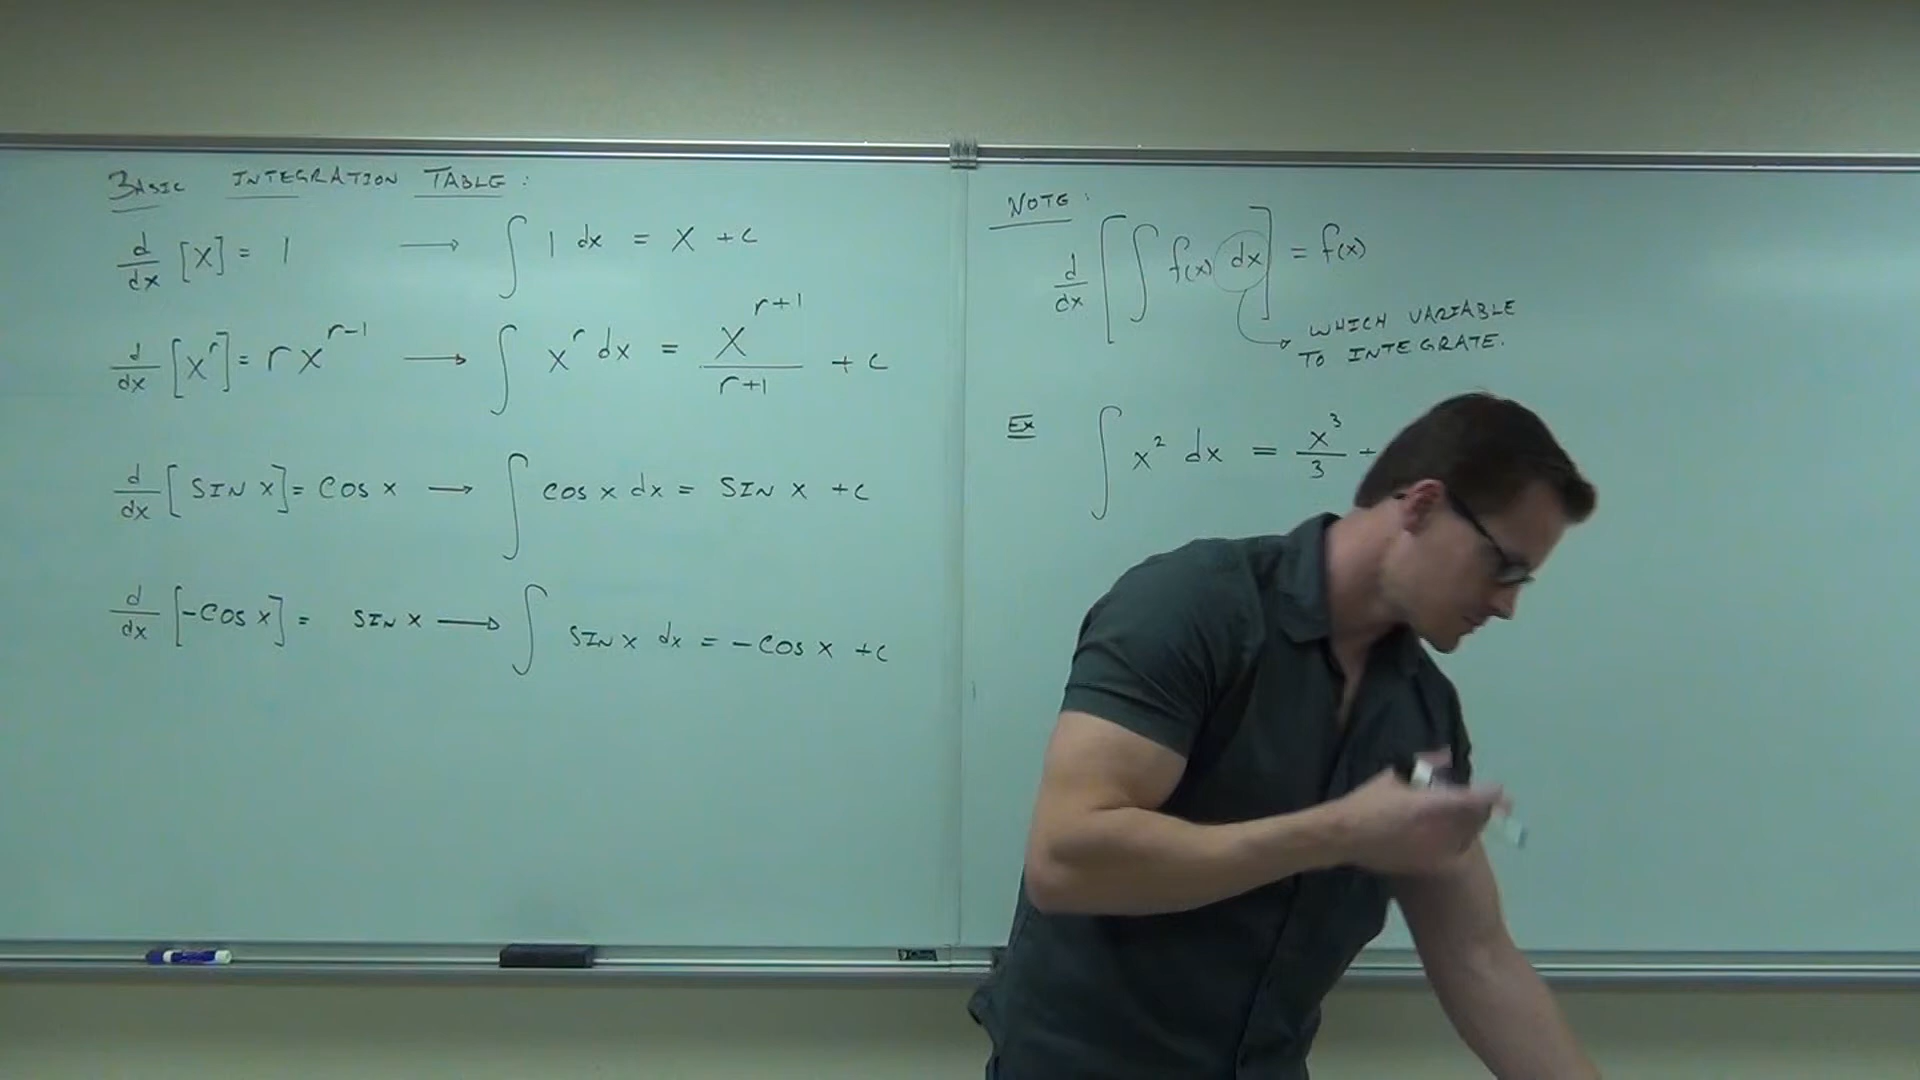 BASIC INTEGRATION TABLE:
d/dx [x] = 1 → ∫ 1 dx = x + c
d/dx [x^r] = r x^(r-1) → ∫ x^r dx = x^(r+1)/(r+1) + c
d/dx [SIN x] = COS x → ∫ COS x dx = SIN x + c
d/dx [-COS x] = SIN x → ∫ SIN x dx = -COS x + c
NOTE:
d/dx [∫ f(x) dx] = f(x)
WHICH VARIABLE
TO INTEGRATE.
Ex ∫ x² dx = x³/3 +